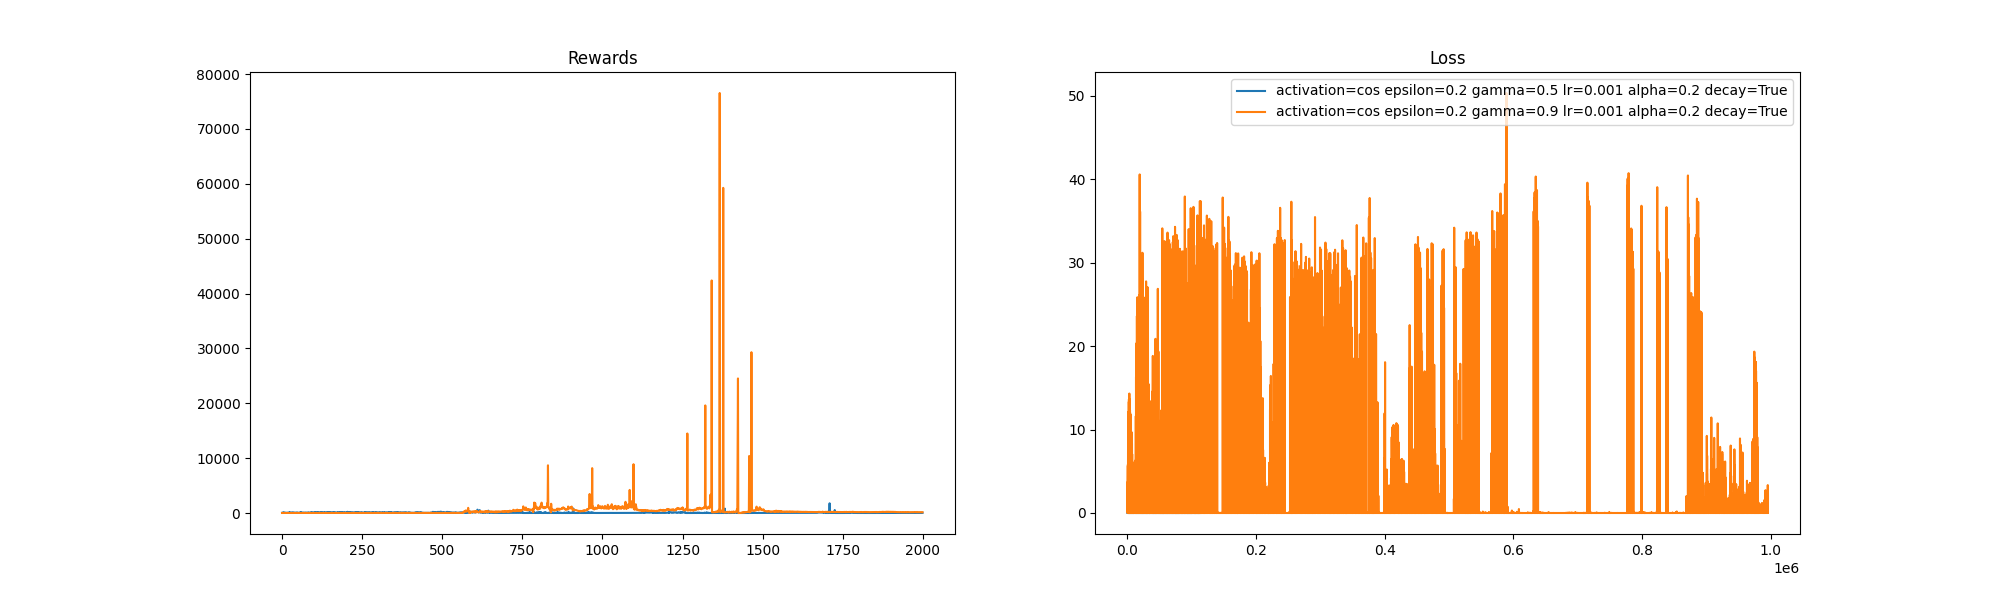 Rewards
80000
70000
60000
50000
40000
30000
20000
10000
0
0 250 500 750 1000 1250 1500 1750 2000
Loss
activation=cos epsilon=0.2 gamma=0.5 lr=0.001 alpha=0.2 decay=True
activation=cos epsilon=0.2 gamma=0.9 lr=0.001 alpha=0.2 decay=True
50
40
30
20
10
0
0.0 0.2 0.4 0.6 0.8 1.0
1e6